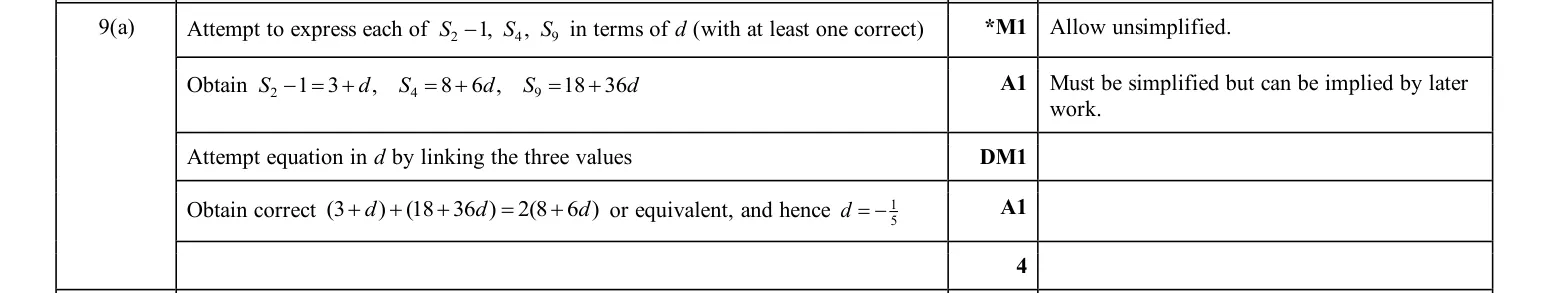 9(a) Attempt to express each of S₂ −1, S₄, S₉ in terms of d (with at least one correct) *M1 Allow unsimplified.
Obtain S₂ −1 = 3 + d, S₄ = 8 + 6d, S₉ = 18 + 36d A1 Must be simplified but can be implied by later
work.
Attempt equation in d by linking the three values DM1
Obtain correct (3 + d) + (18 + 36d) = 2(8 + 6d) or equivalent, and hence d = −1/5 A1
4